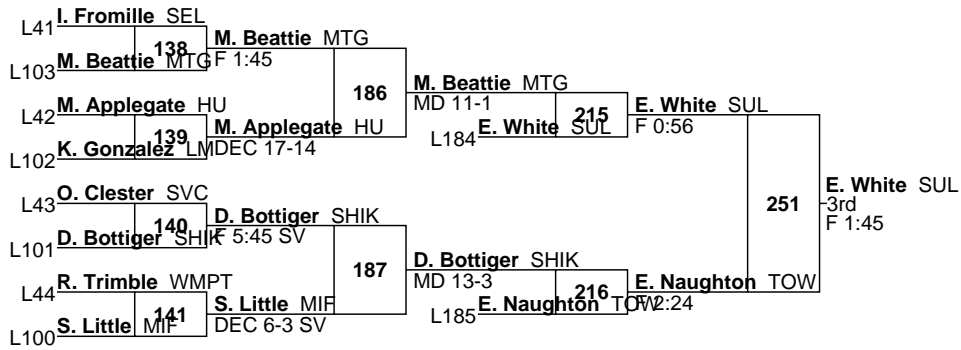 L41 I. Fromille SEL
138
L103 M. Beattie MTG
M. Beattie MTG
F 1:45
L42 M. Applegate HU
139
L102 K. Gonzalez LM
M. Applegate HU
DEC 17-14
186
M. Beattie MTG
MD 11-1
L184 E. White SUL
215
E. White SUL
F 0:56
L43 O. Clester SVC
140
L101 D. Bottiger SHIK
D. Bottiger SHIK
F 5:45 SV
L44 R. Trimble WMPT
141
L100 S. Little MIF
S. Little MIF
DEC 6-3 SV
187
D. Bottiger SHIK
MD 13-3
L185 E. Naughton TOW
216
E. Naughton TOW
F 2:24
251
E. White SUL
3rd
F 1:45